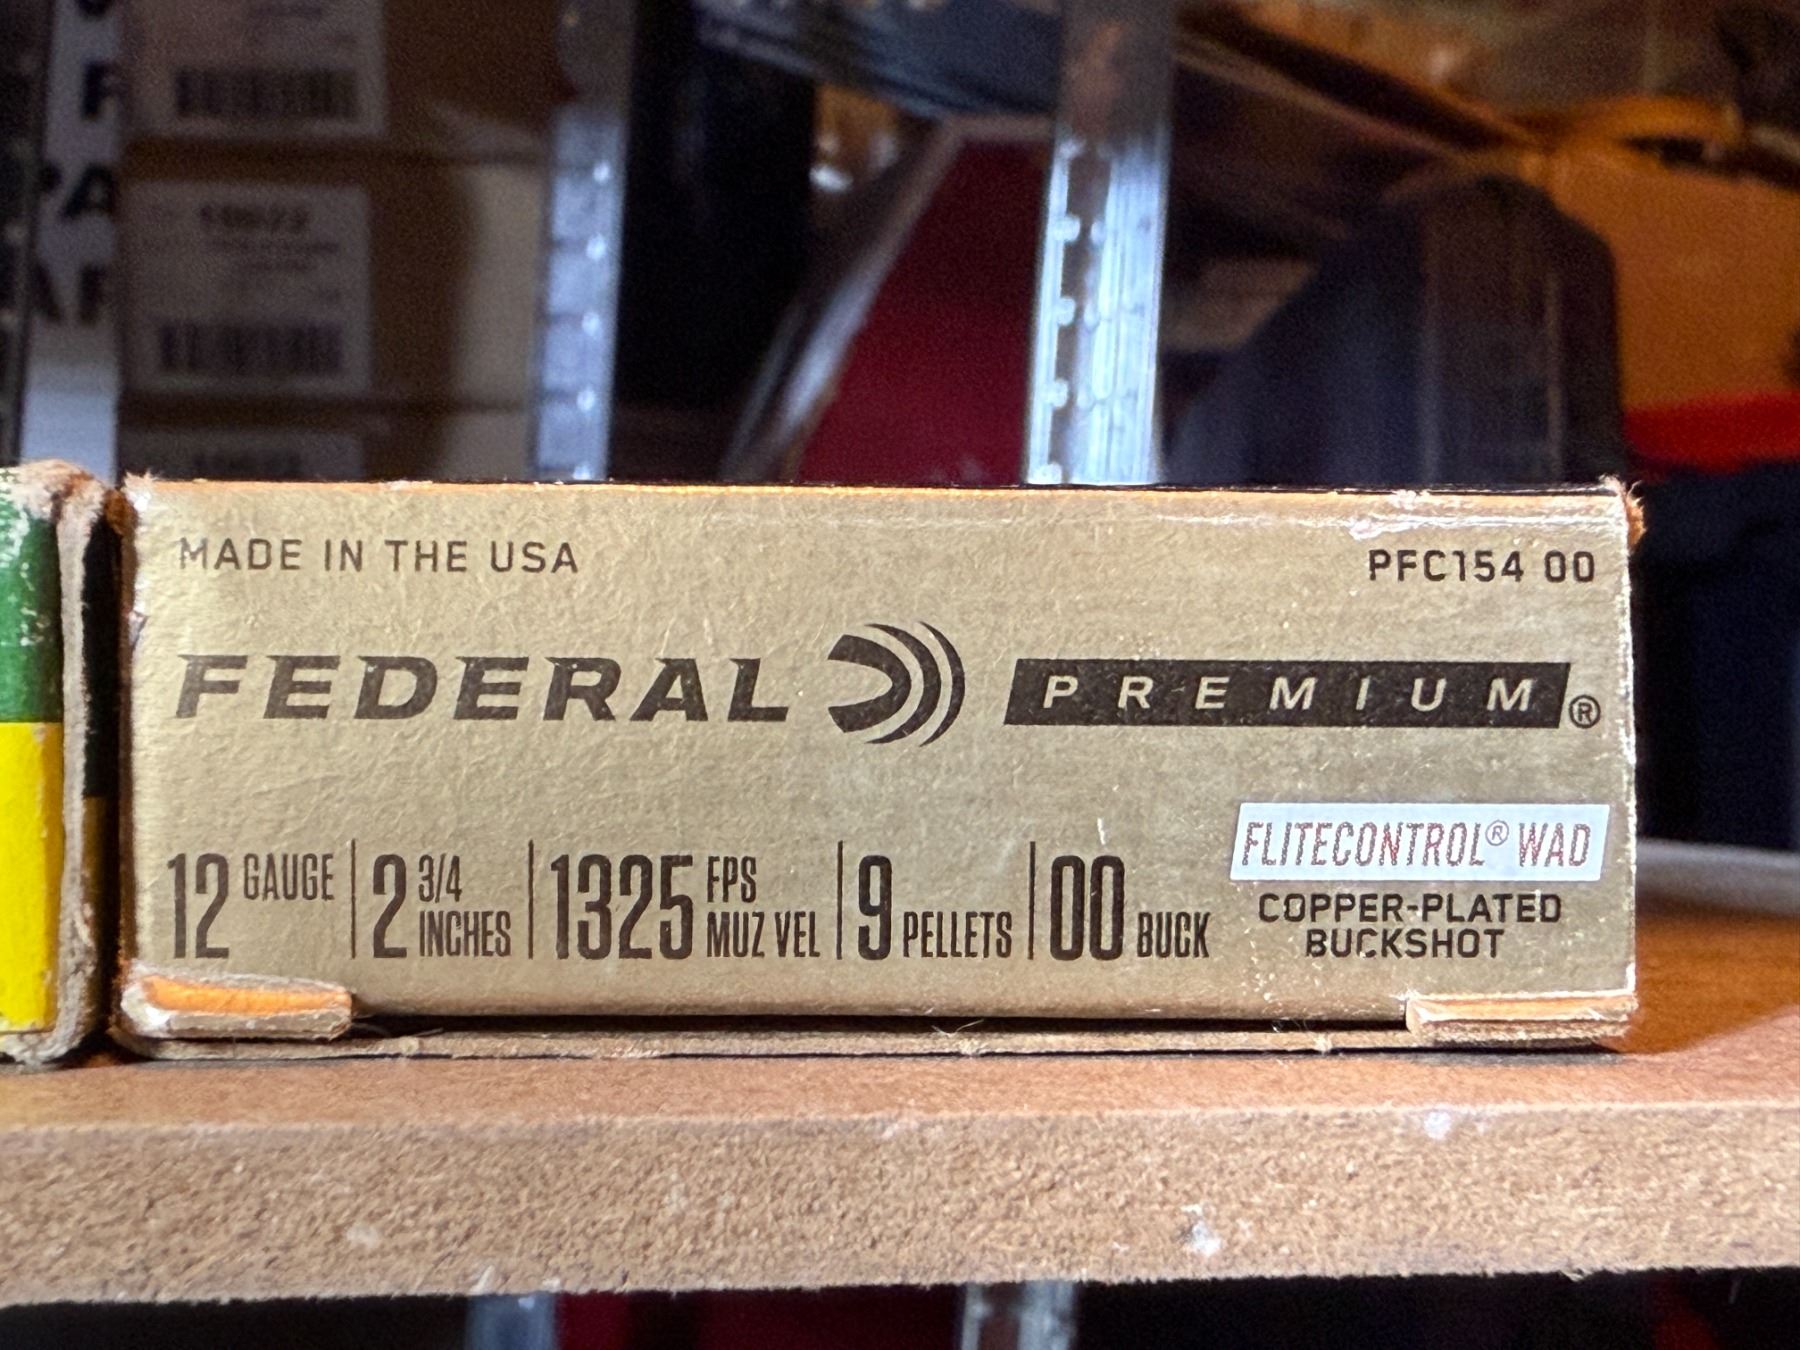 MADE IN THE USA
PFC154 00
FEDERAL PREMIUM®
12 GAUGE | 2 3/4 INCHES | 1325 FPS MUZ VEL | 9 PELLETS | 00 BUCK
FLITECONTROL® WAD
COPPER-PLATED
BUCKSHOT